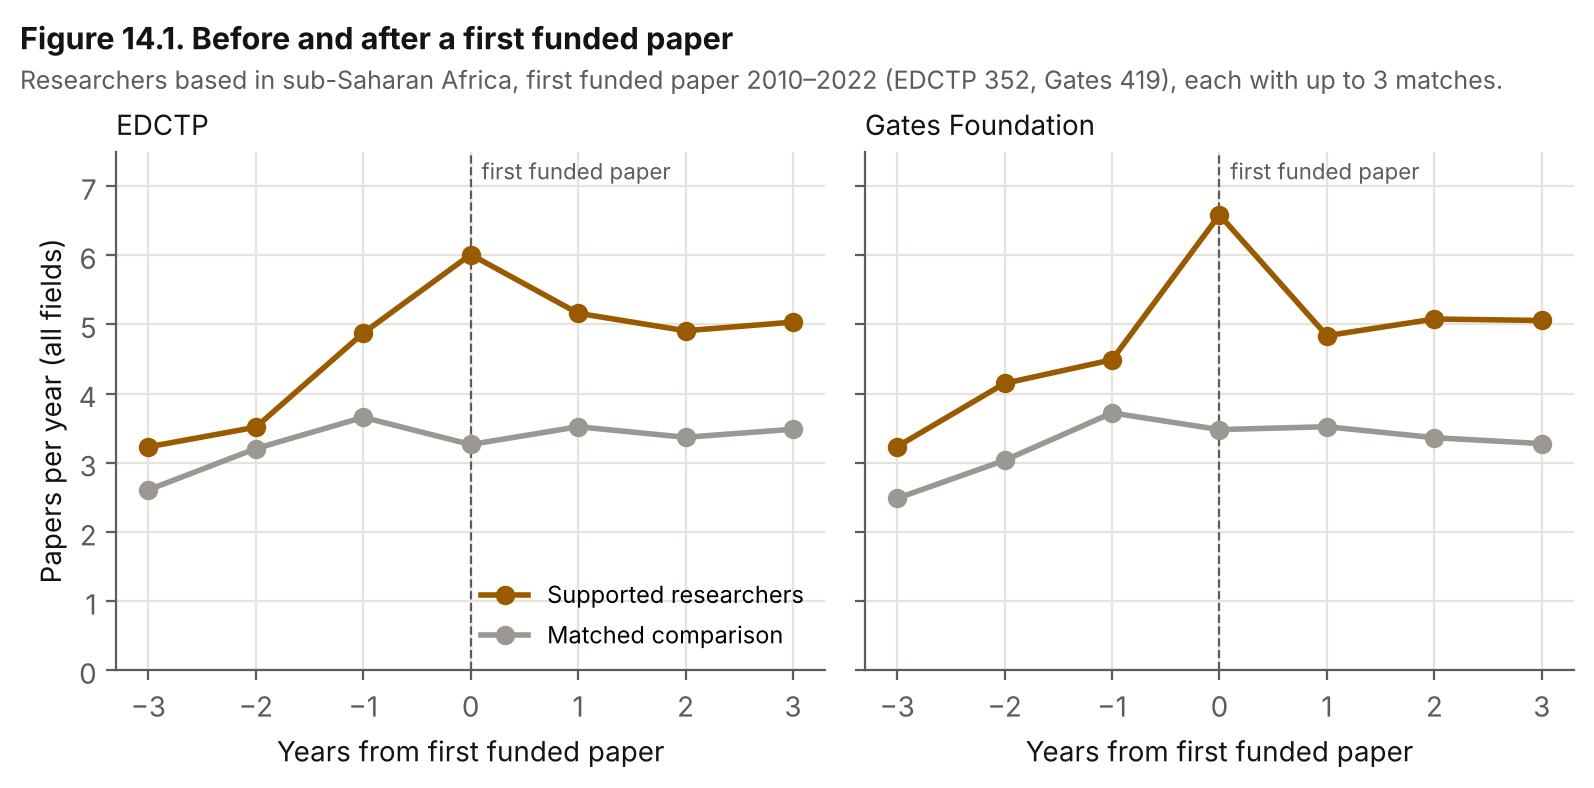 Figure 14.1. Before and after a first funded paper
Researchers based in sub-Saharan Africa, first funded paper 2010–2022 (EDCTP 352, Gates 419), each with up to 3 matches.
EDCTP
Gates Foundation
first funded paper
first funded paper
Papers per year (all fields)
7
6
5
4
3
2
1
0
Supported researchers
Matched comparison
−3 −2 −1 0 1 2 3
−3 −2 −1 0 1 2 3
Years from first funded paper
Years from first funded paper